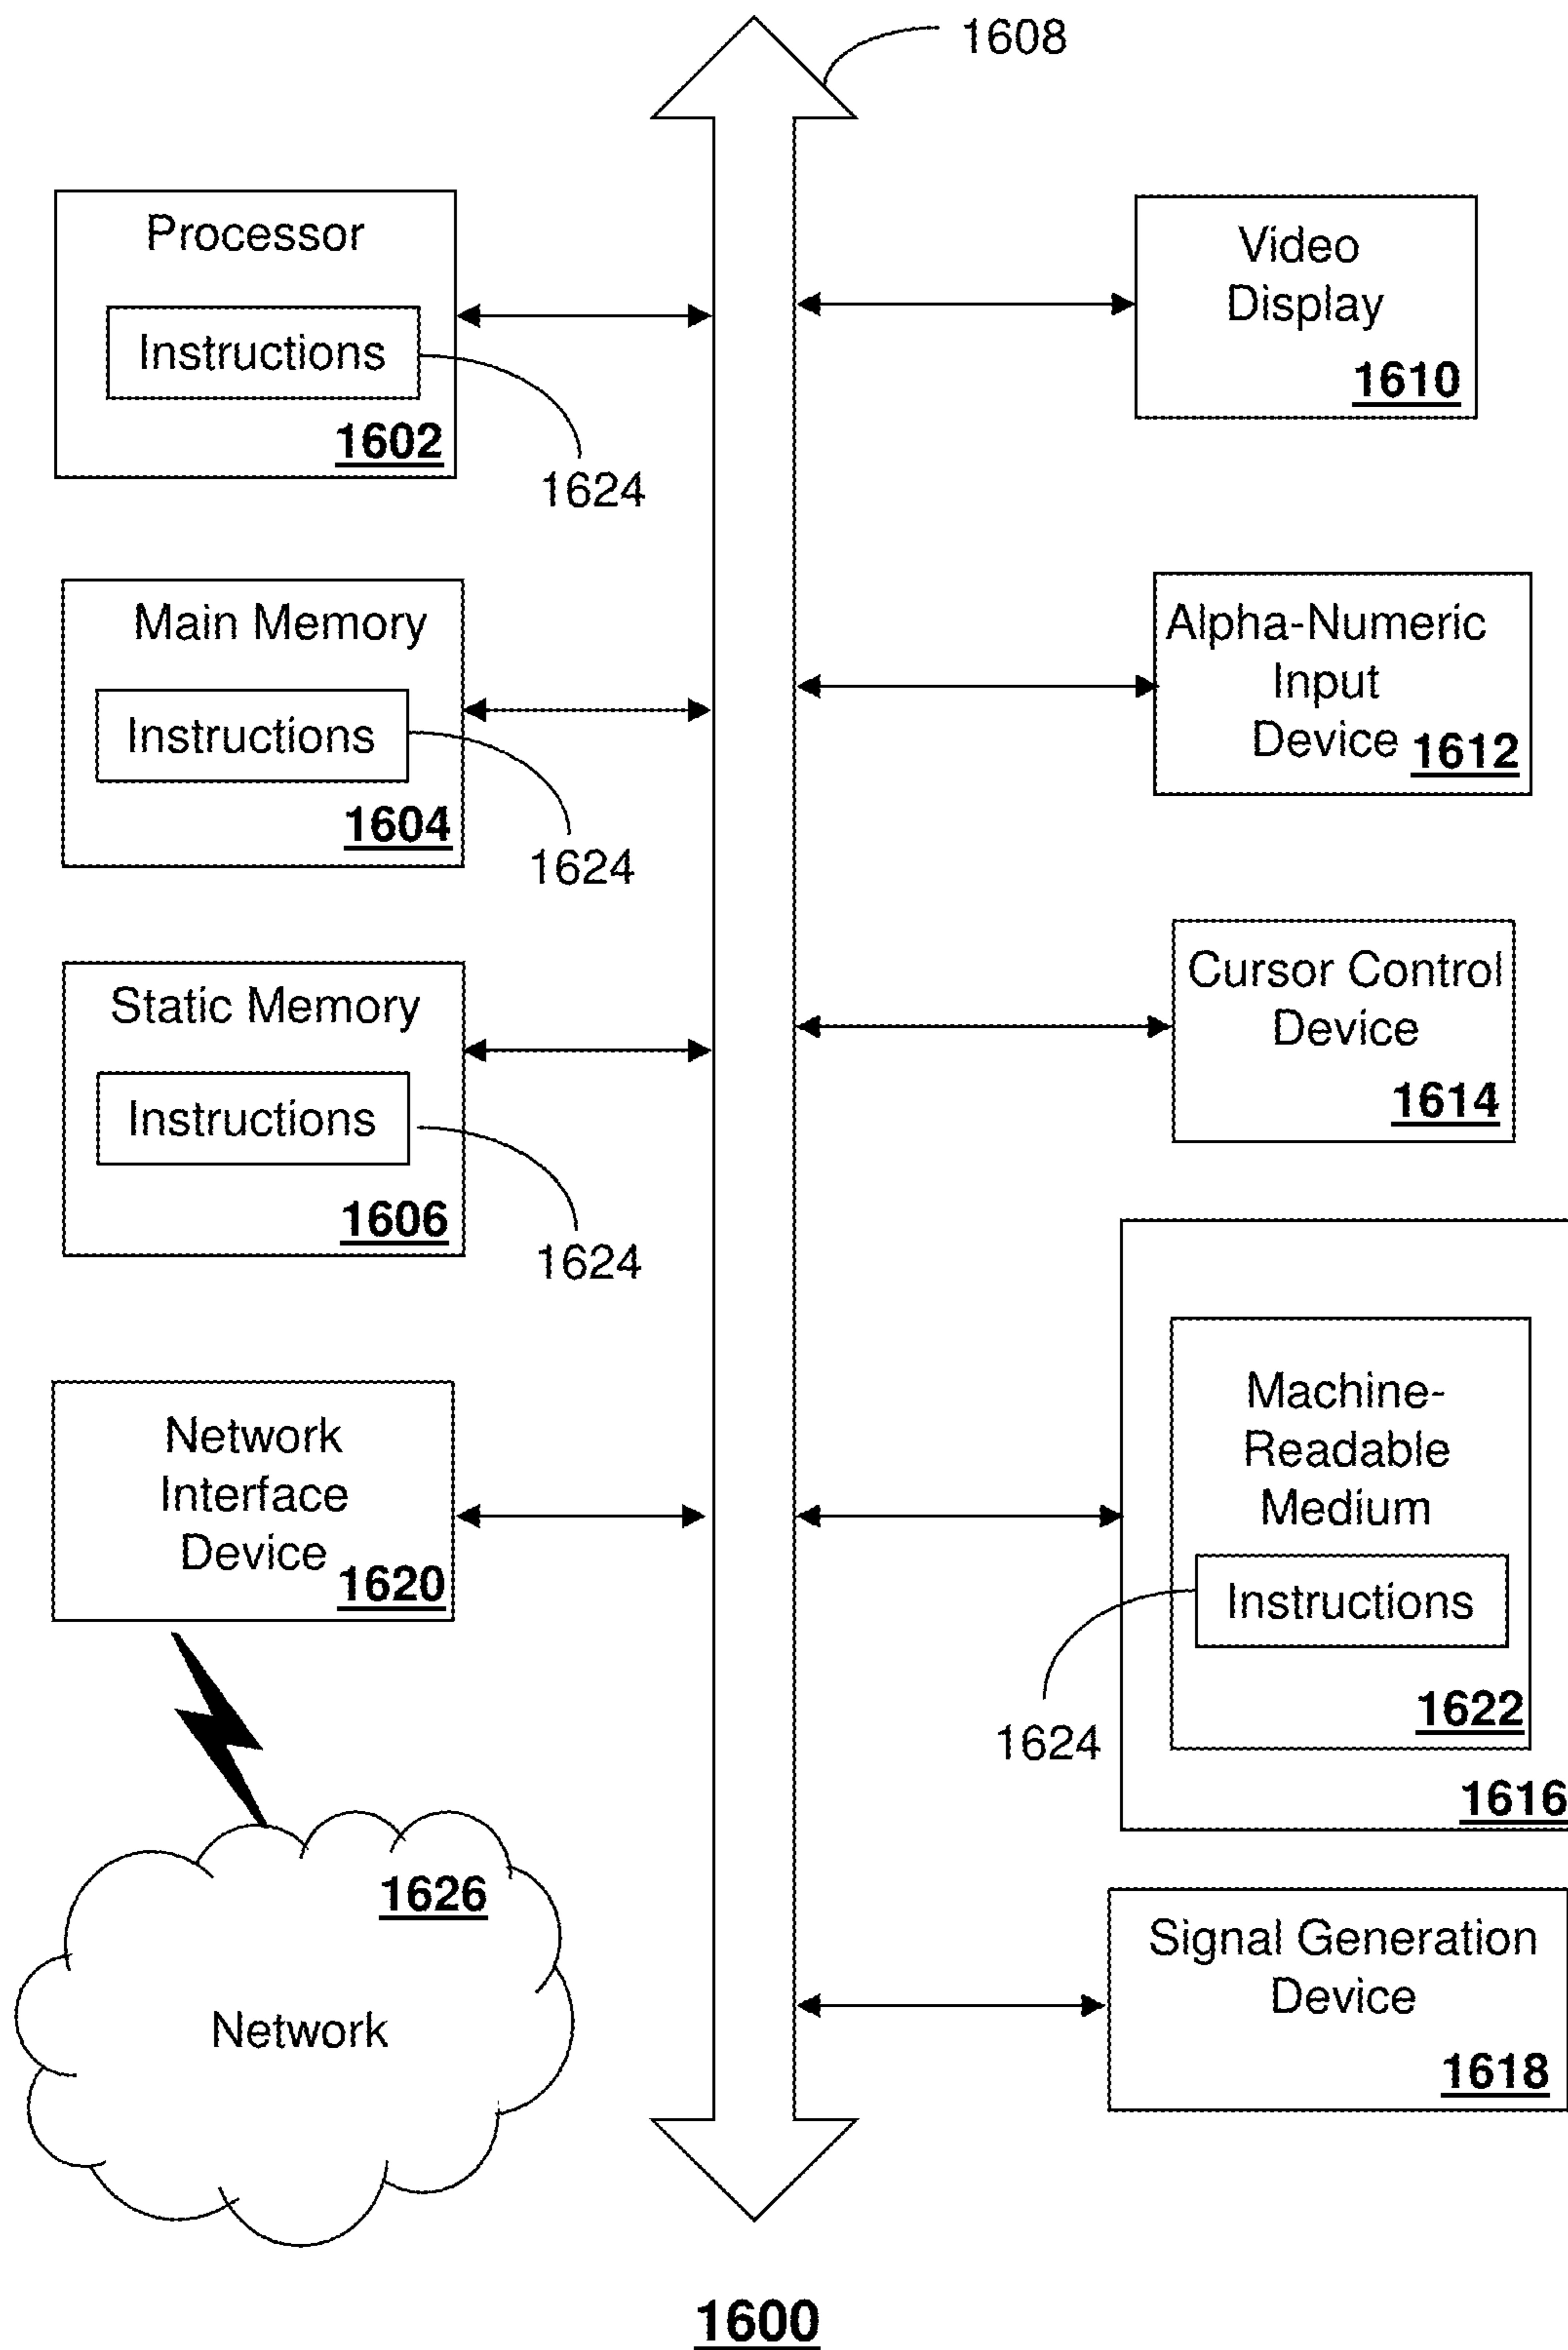 1608
Processor
Instructions
1602
1624
Main Memory
Instructions
1604
1624
Static Memory
Instructions
1606
1624
Network
Interface
Device
1620
1626
Network
Video
Display
1610
Alpha-Numeric
Input
Device 1612
Cursor Control
Device
1614
Machine-
Readable
Medium
Instructions
1624
1622
1616
Signal Generation
Device
1618
1600